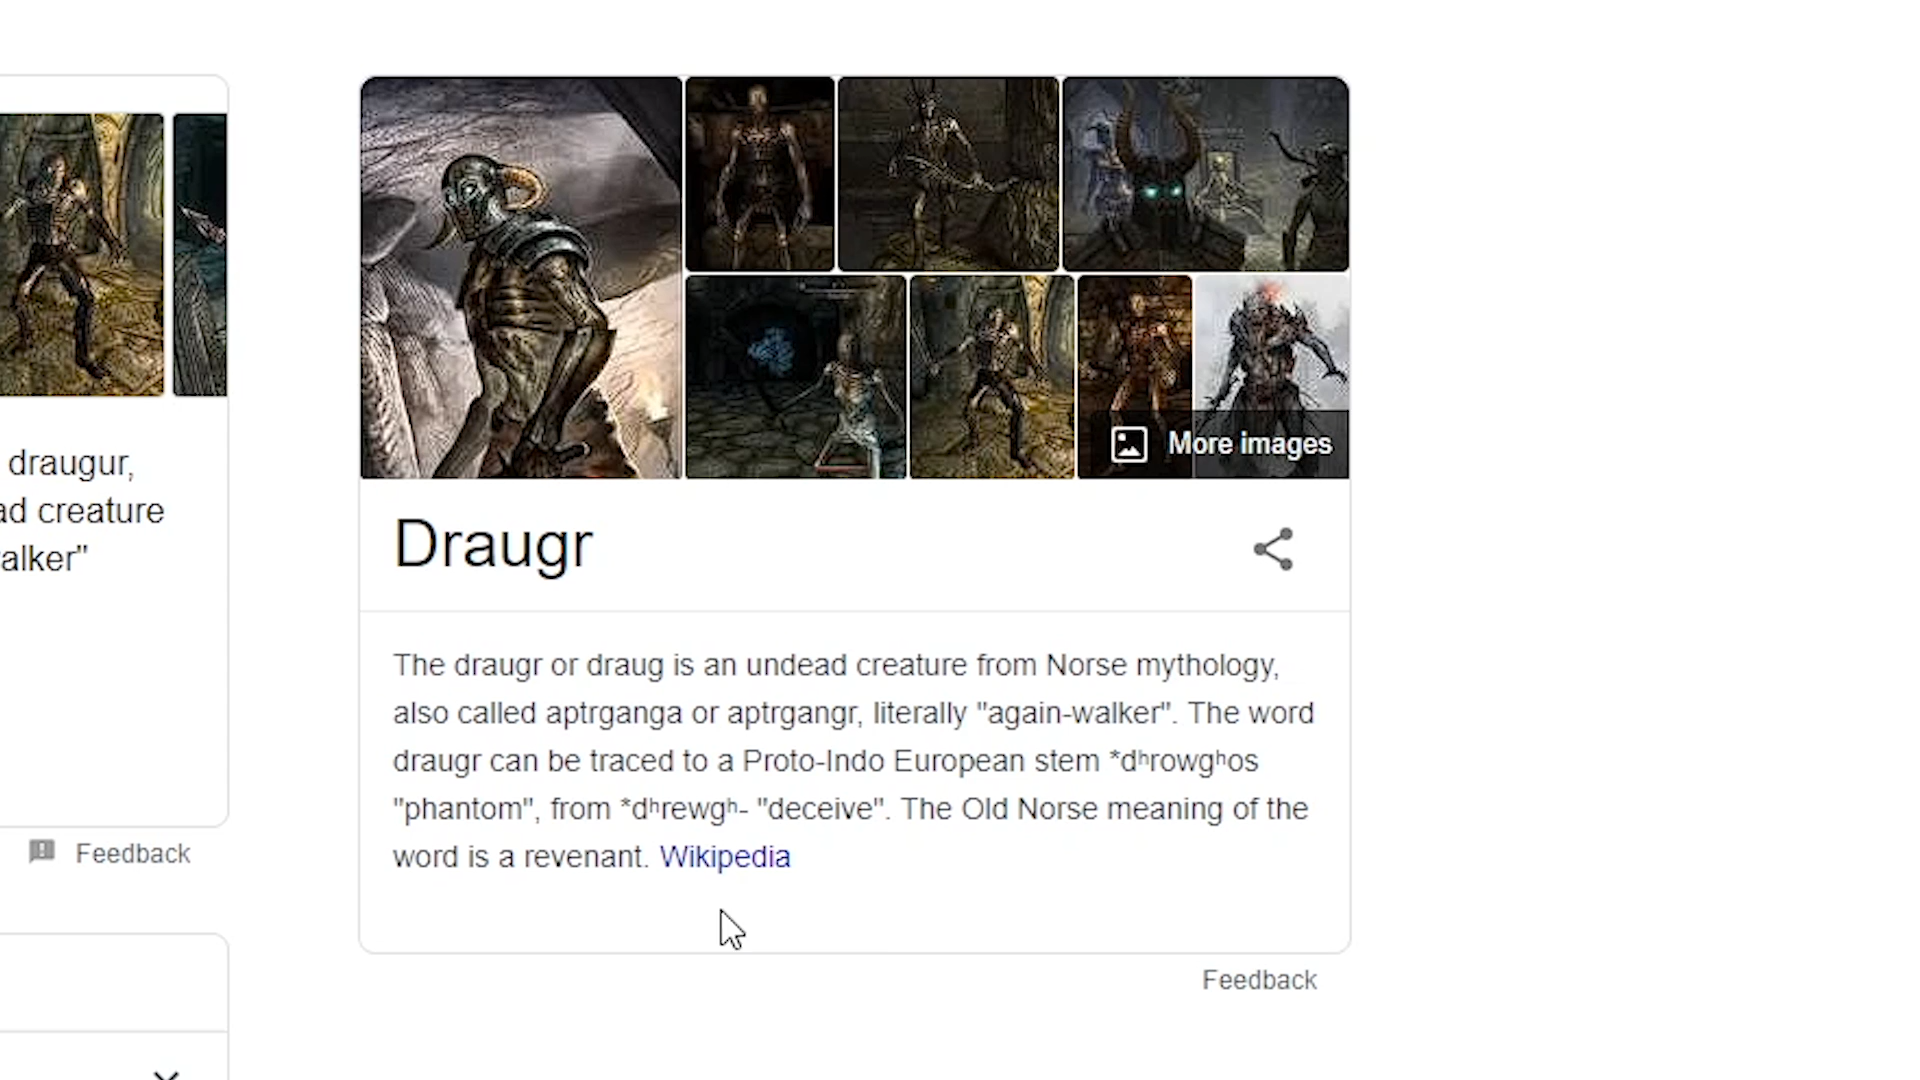 draugur,
ad creature
alker"
Feedback
More images
Draugr
The draugr or draug is an undead creature from Norse mythology,
also called aptrganga or aptrgangr, literally "again-walker". The word
draugr can be traced to a Proto-Indo European stem *dʰrowgʰos
"phantom", from *dʰrewgʰ- "deceive". The Old Norse meaning of the
word is a revenant. Wikipedia
Feedback